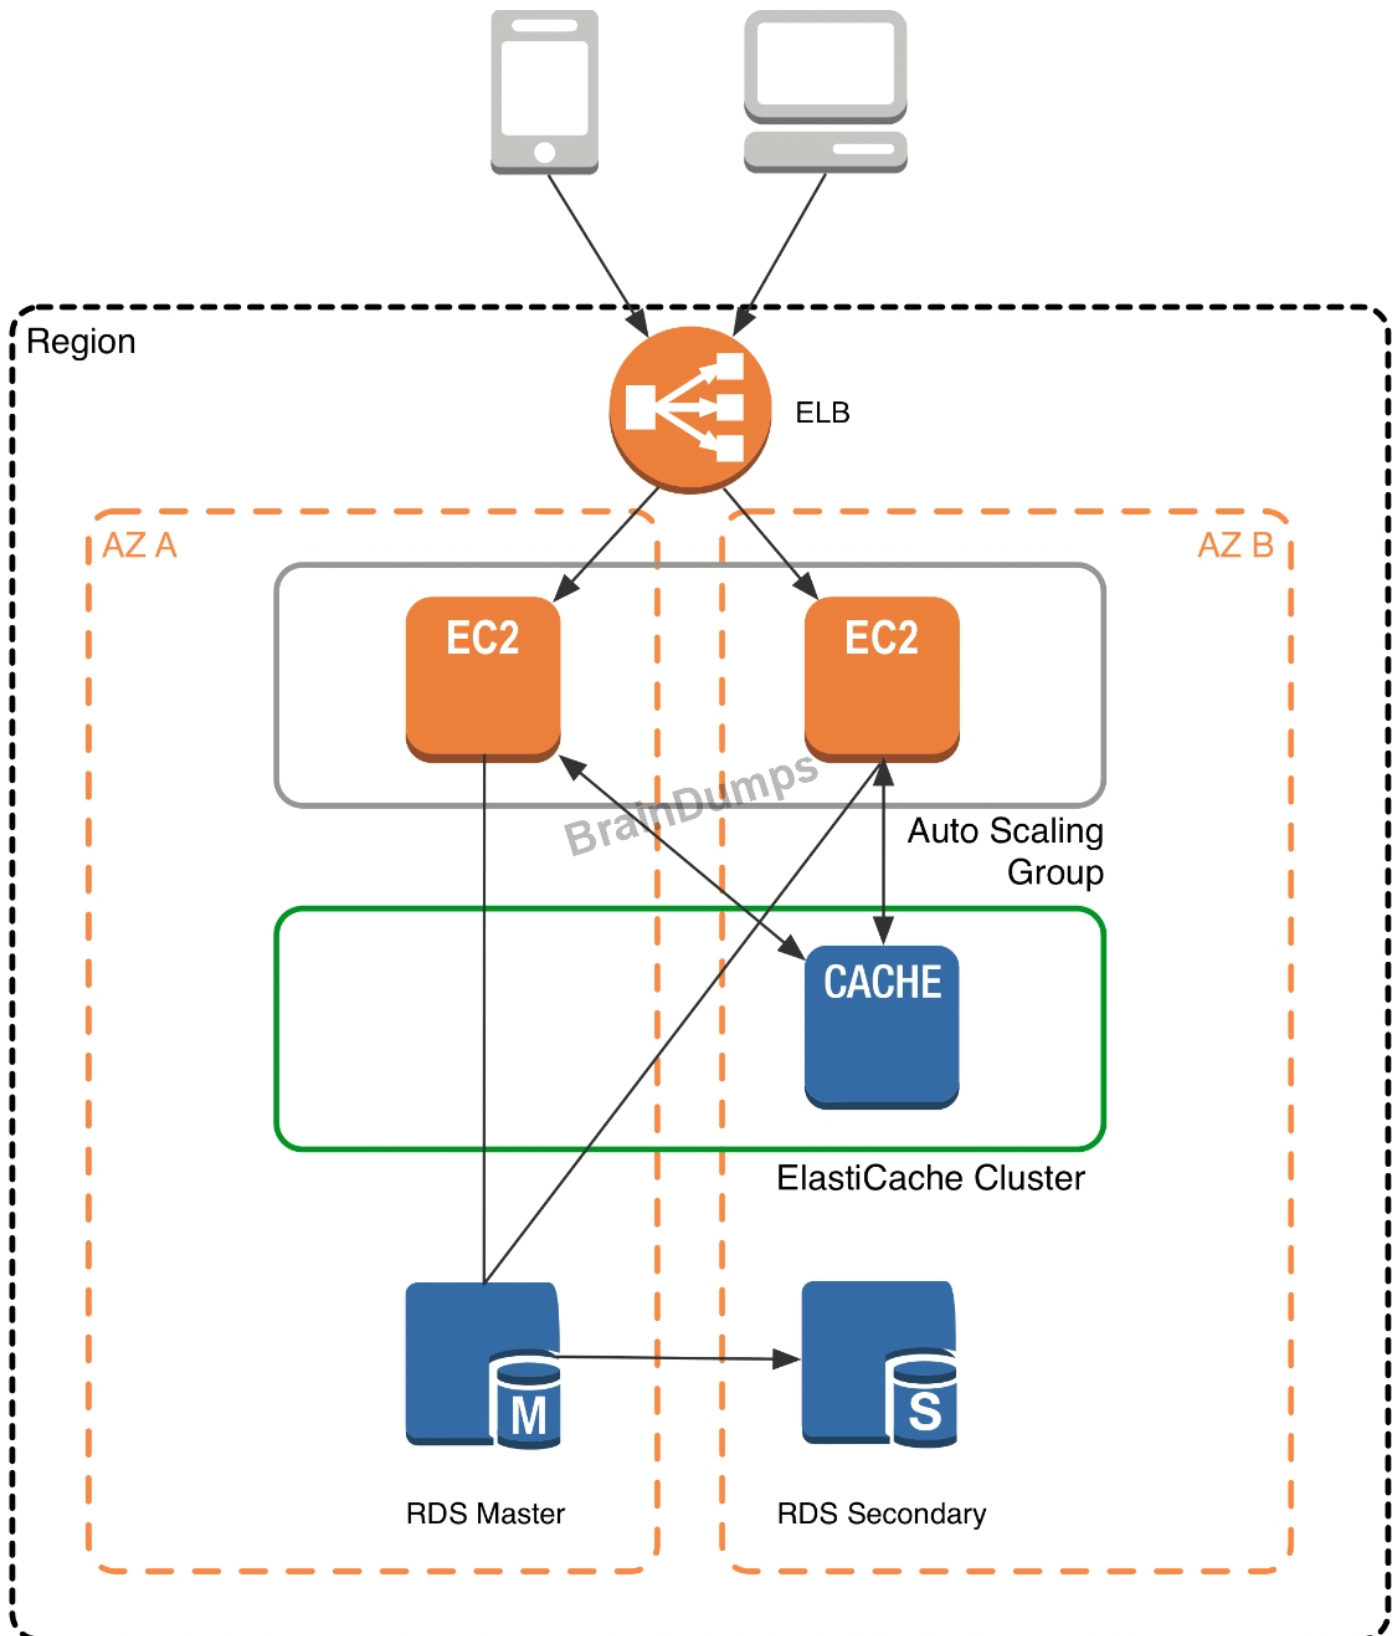 Region
ELB
AZ A
AZ B
EC2
EC2
BrainDumps
Auto Scaling
Group
CACHE
ElastiCache Cluster
M
S
RDS Master
RDS Secondary